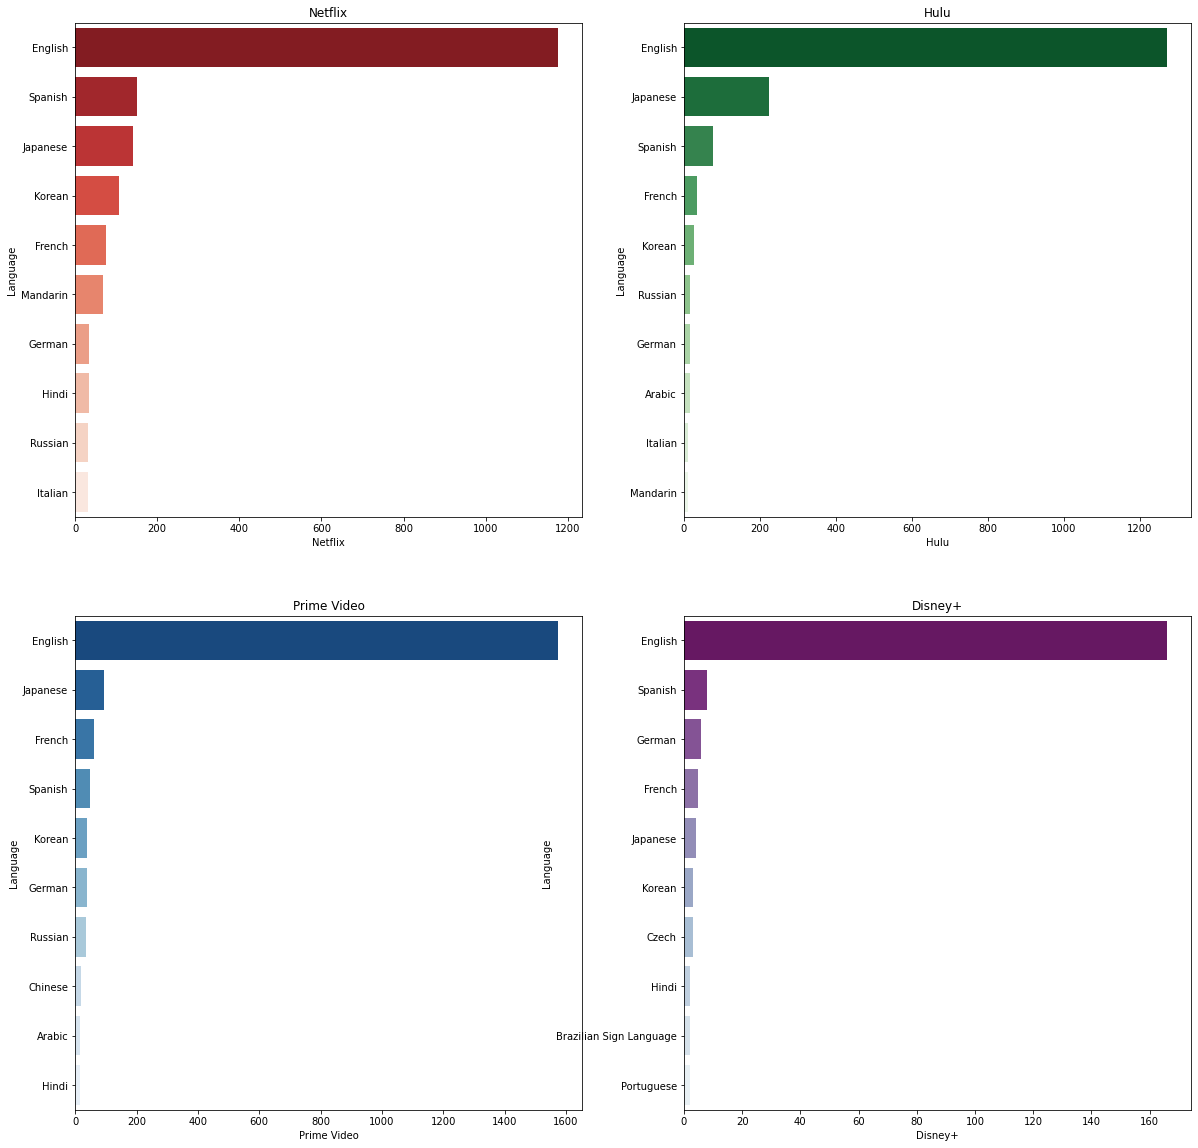 Netflix
English
Spanish
Japanese
Korean
French
Mandarin
German
Hindi
Russian
Italian
Language
0 200 400 600 800 1000 1200
Netflix
Hulu
English
Japanese
Spanish
French
Korean
Russian
German
Arabic
Italian
Mandarin
Language
0 200 400 600 800 1000 1200
Hulu
Prime Video
English
Japanese
French
Spanish
Korean
German
Russian
Chinese
Arabic
Hindi
Language
0 200 400 600 800 1000 1200 1400 1600
Prime Video
Disney+
English
Spanish
German
French
Japanese
Korean
Czech
Hindi
Brazilian Sign Language
Portuguese
Language
0 20 40 60 80 100 120 140 160
Disney+